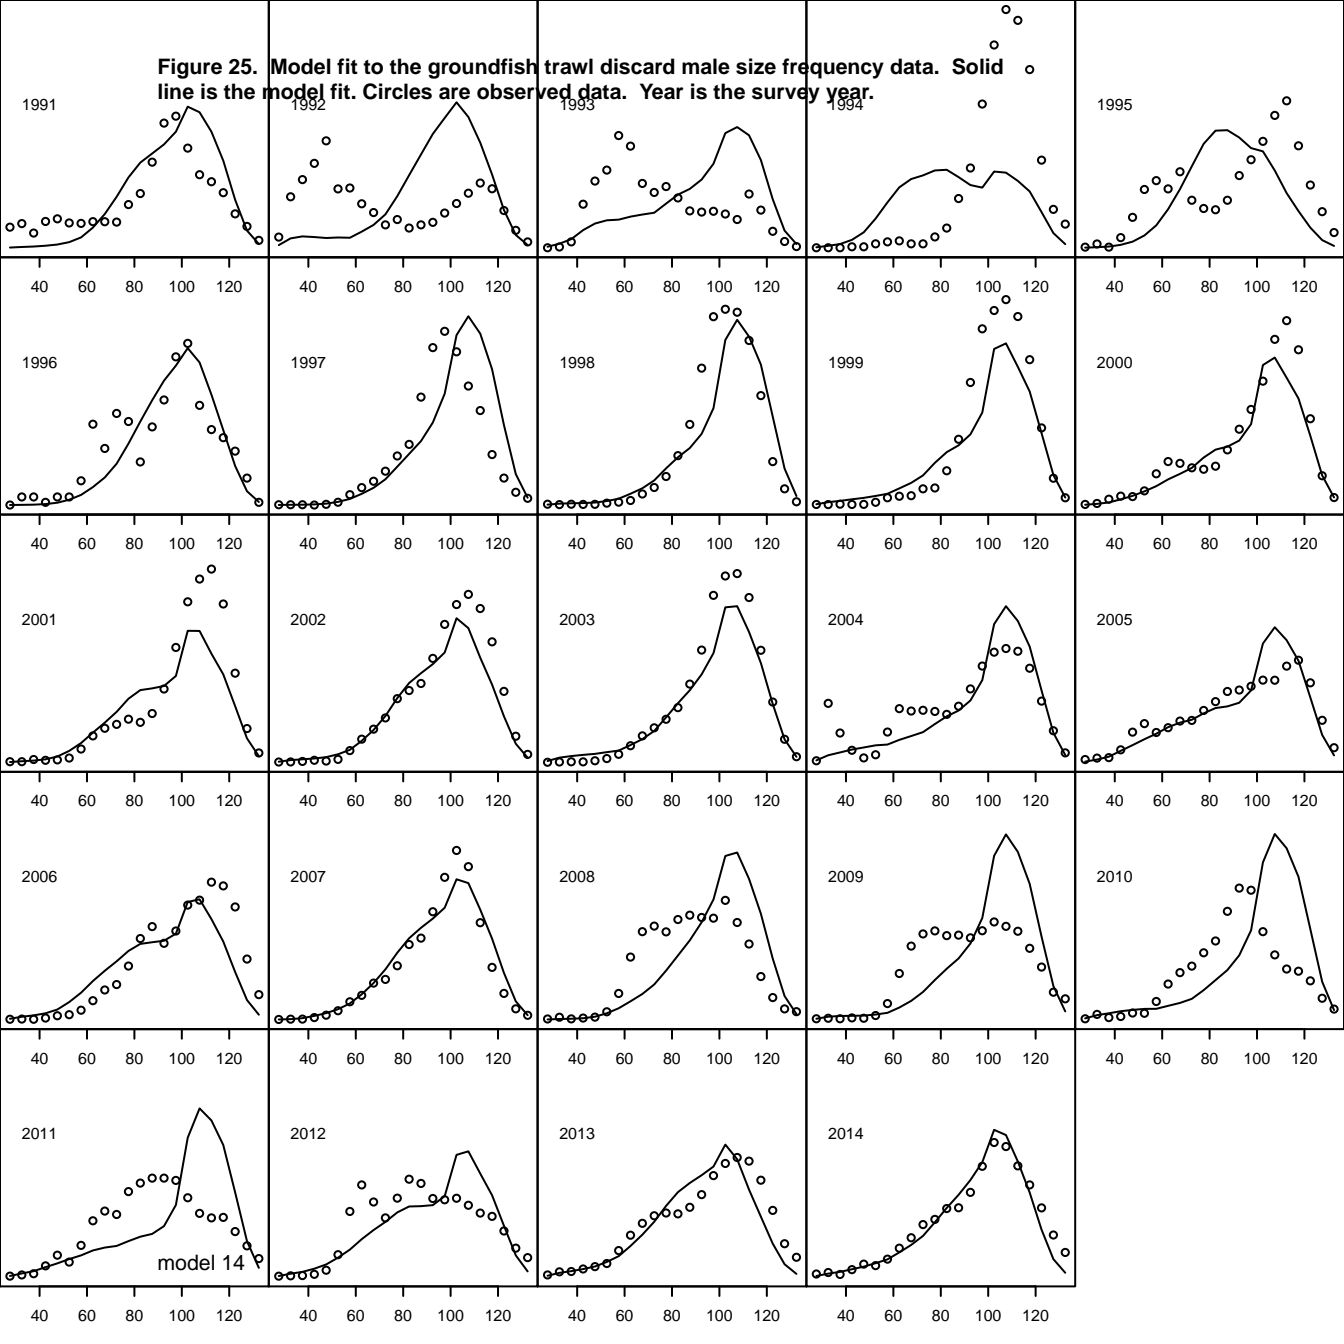 Figure 25.  Model fit to the groundfish trawl discard male size frequency data.  Solid
line is the model fit. Circles are observed data.  Year is the survey year.
1991 1992 1993 1994 1995
40 60 80 100 120 40 60 80 100 120 40 60 80 100 120 40 60 80 100 120 40 60 80 100 120
1996 1997 1998 1999 2000
40 60 80 100 120 40 60 80 100 120 40 60 80 100 120 40 60 80 100 120 40 60 80 100 120
2001 2002 2003 2004 2005
40 60 80 100 120 40 60 80 100 120 40 60 80 100 120 40 60 80 100 120 40 60 80 100 120
2006 2007 2008 2009 2010
40 60 80 100 120 40 60 80 100 120 40 60 80 100 120 40 60 80 100 120 40 60 80 100 120
2011 2012 2013 2014
model 14
40 60 80 100 120 40 60 80 100 120 40 60 80 100 120 40 60 80 100 120